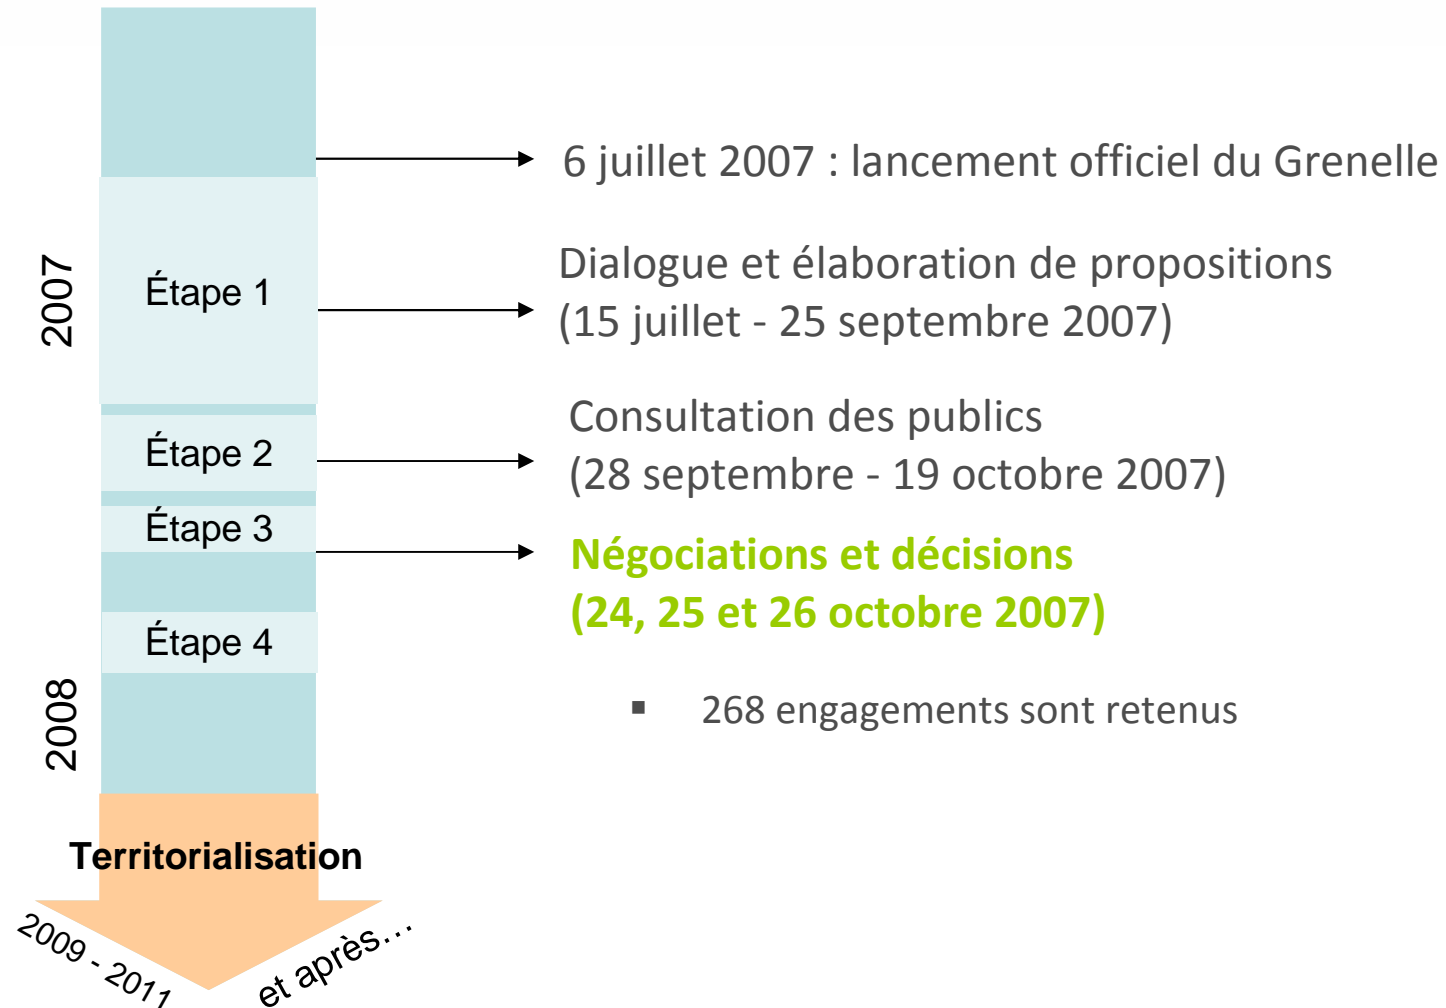 6 juillet 2007 : lancement officiel du Grenelle
2007
Étape 1
Dialogue et élaboration de propositions
(15 juillet - 25 septembre 2007)
Étape 2
Consultation des publics
(28 septembre - 19 octobre 2007)
Étape 3
Négociations et décisions
(24, 25 et 26 octobre 2007)
Étape 4
2008
▪ 268 engagements sont retenus
Territorialisation
2009 - 2011
et après…